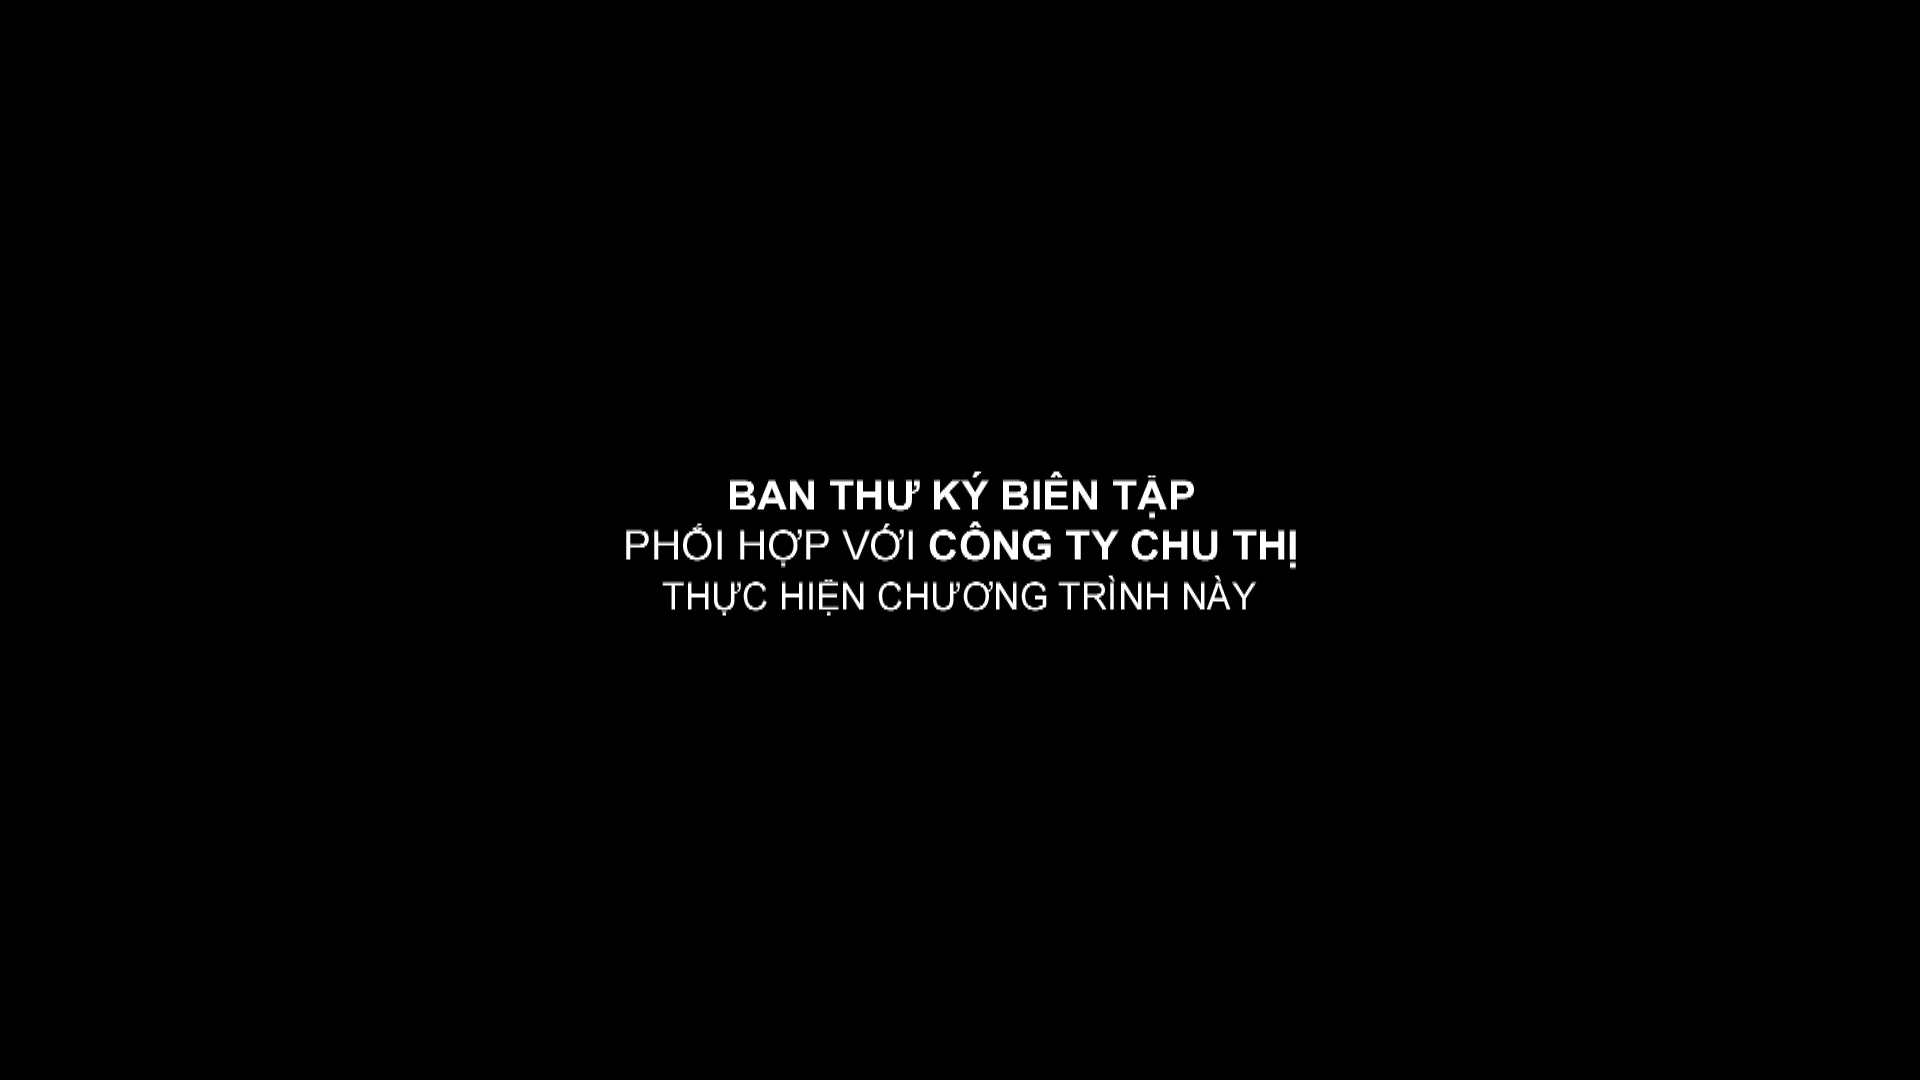 BAN THƯ KÝ BIÊN TẬP
PHỐI HỢP VỚI CÔNG TY CHU THỊ
THỰC HIỆN CHƯƠNG TRÌNH NÀY